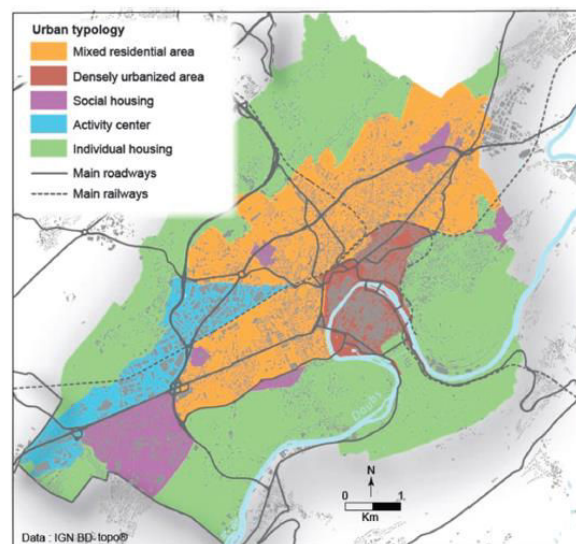 Urban typology
Mixed residential area
Densely urbanized area
Social housing
Activity center
Individual housing
Main roadways
Main railways
Doubs
N
0 1
Km
Data : IGN BD-topo®